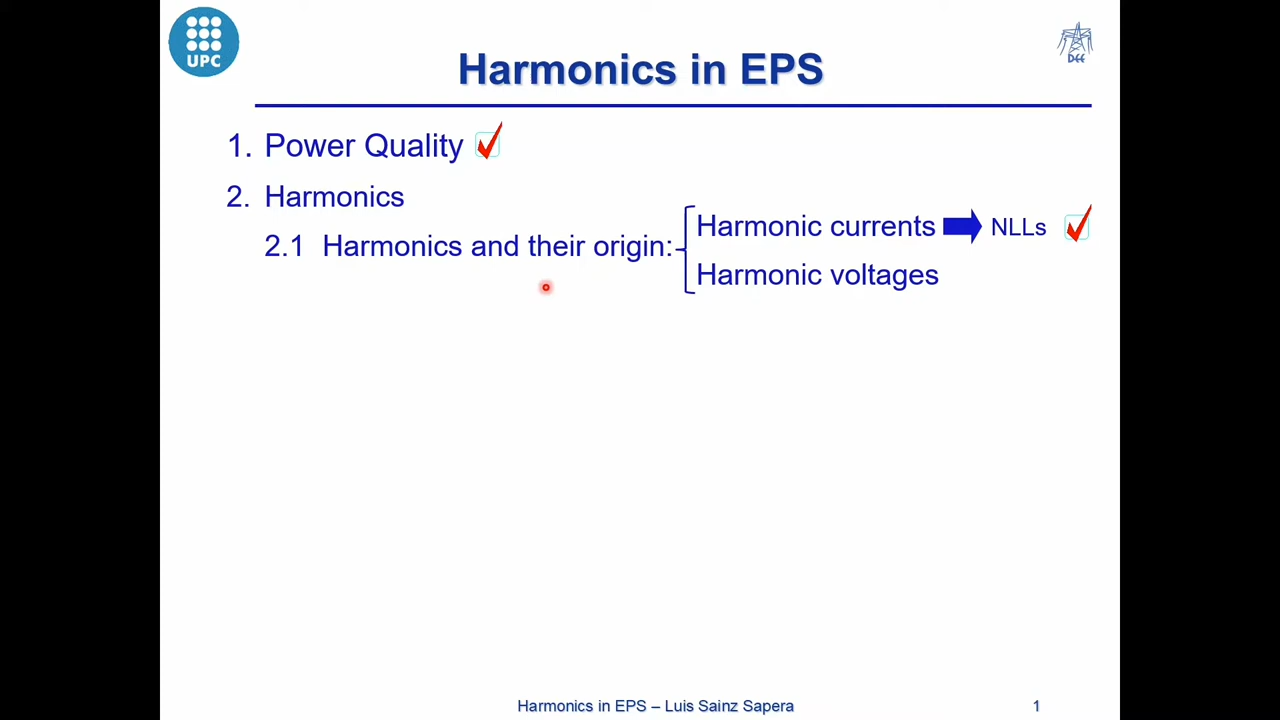 UPC
DEE
Harmonics in EPS
1. Power Quality
2. Harmonics
2.1 Harmonics and their origin:
Harmonic currents NLLs
Harmonic voltages
Harmonics in EPS – Luis Sainz Sapera 1